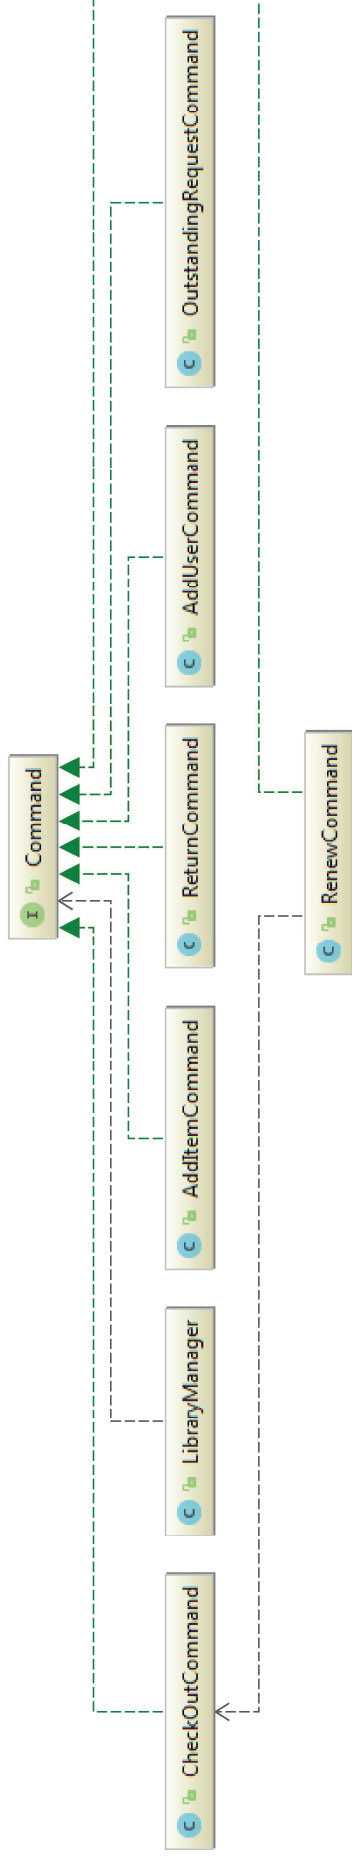 I Command
C CheckOutCommand
C LibraryManager
C AddItemCommand
C ReturnCommand
C AddUserCommand
C OutstandingRequestCommand
C RenewCommand